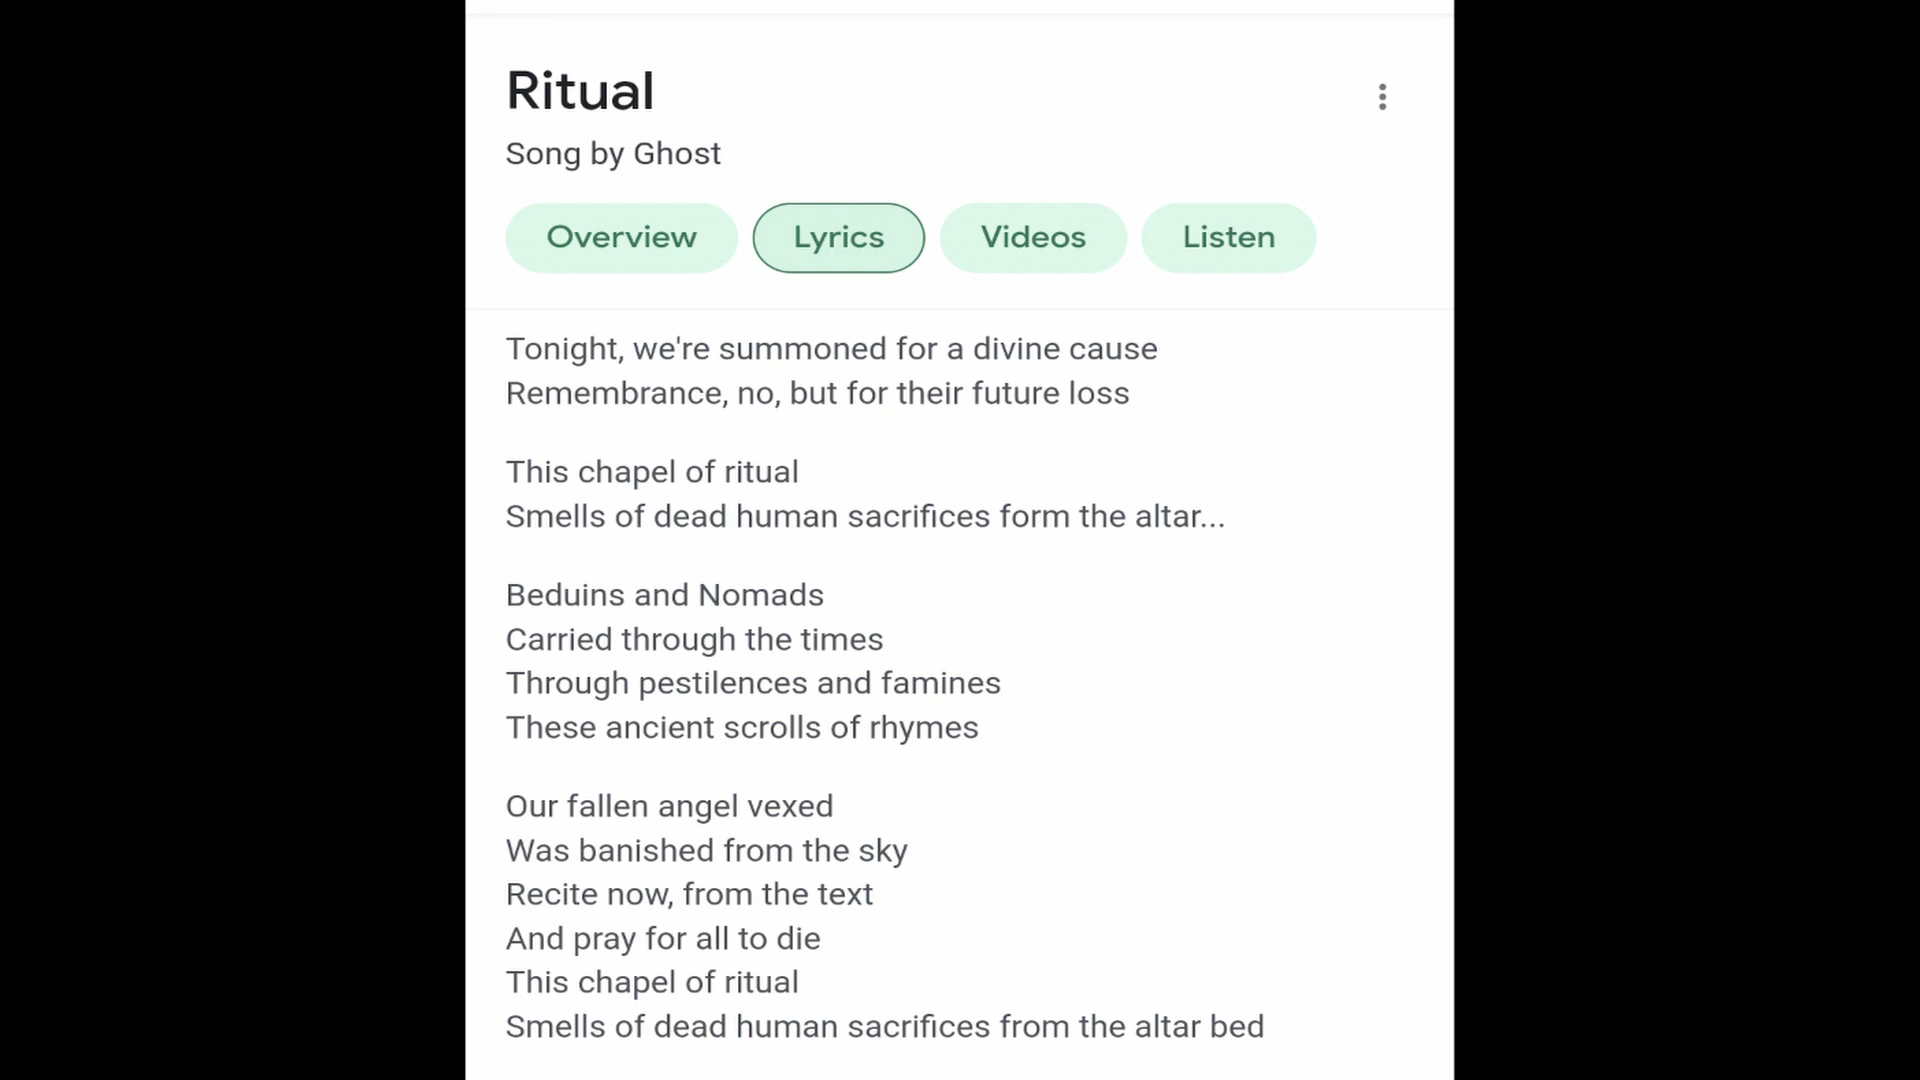 Ritual
Song by Ghost
Overview
Lyrics
Videos
Listen
Tonight, we're summoned for a divine cause
Remembrance, no, but for their future loss
This chapel of ritual
Smells of dead human sacrifices form the altar...
Beduins and Nomads
Carried through the times
Through pestilences and famines
These ancient scrolls of rhymes
Our fallen angel vexed
Was banished from the sky
Recite now, from the text
And pray for all to die
This chapel of ritual
Smells of dead human sacrifices from the altar bed